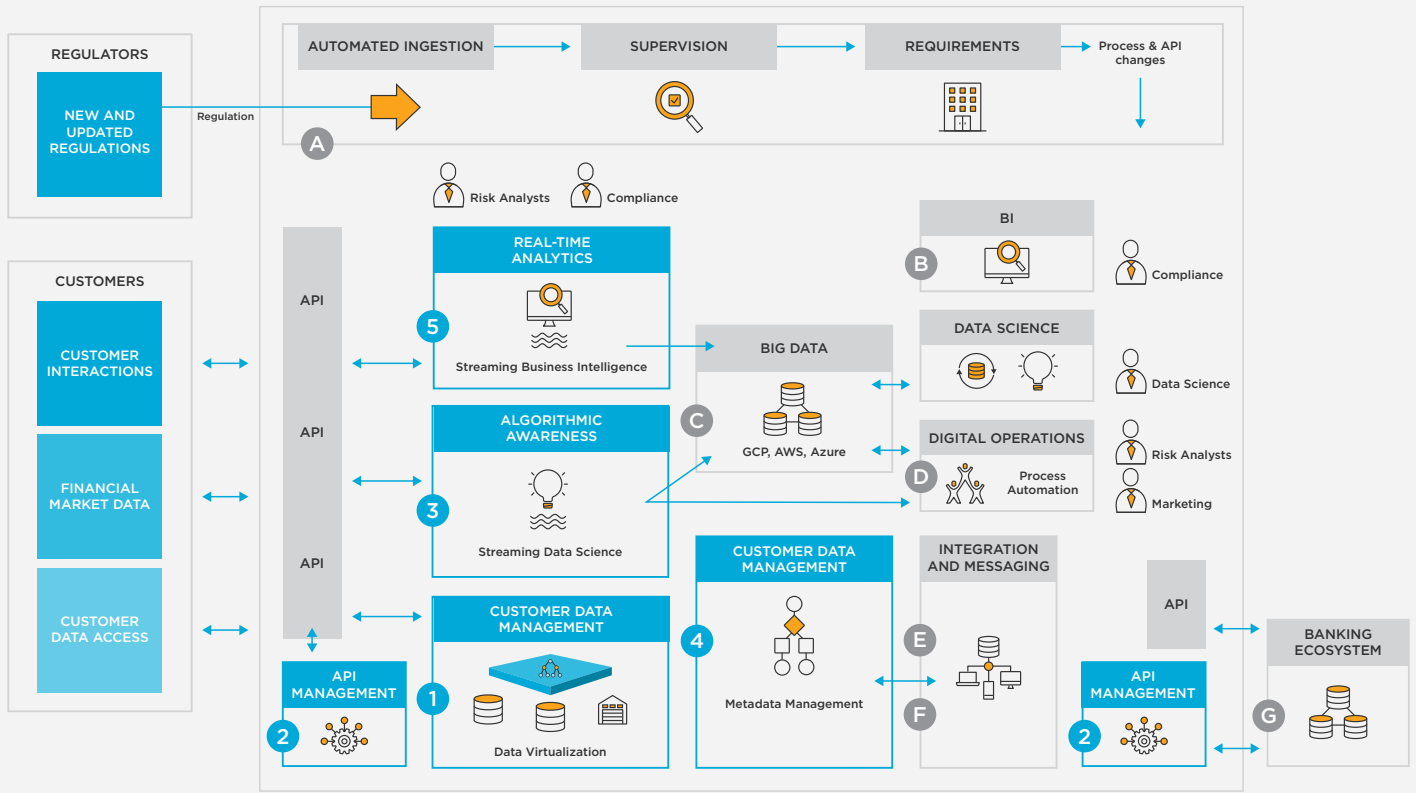 REGULATORS
NEW AND
UPDATED
REGULATIONS
Regulation
AUTOMATED INGESTION
SUPERVISION
REQUIREMENTS
Process & API
changes
A
Risk Analysts
Compliance
CUSTOMERS
CUSTOMER
INTERACTIONS
FINANCIAL
MARKET DATA
CUSTOMER
DATA ACCESS
API
API
API
API
MANAGEMENT
2
REAL-TIME
ANALYTICS
5
Streaming Business Intelligence
ALGORITHMIC
AWARENESS
3
Streaming Data Science
CUSTOMER DATA
MANAGEMENT
1
Data Virtualization
BIG DATA
C
GCP, AWS, Azure
CUSTOMER DATA
MANAGEMENT
4
Metadata Management
BI
B
Compliance
DATA SCIENCE
Data Science
DIGITAL OPERATIONS
D
Process
Automation
Risk Analysts
Marketing
INTEGRATION
AND MESSAGING
E
F
API
API
MANAGEMENT
2
BANKING
ECOSYSTEM
G